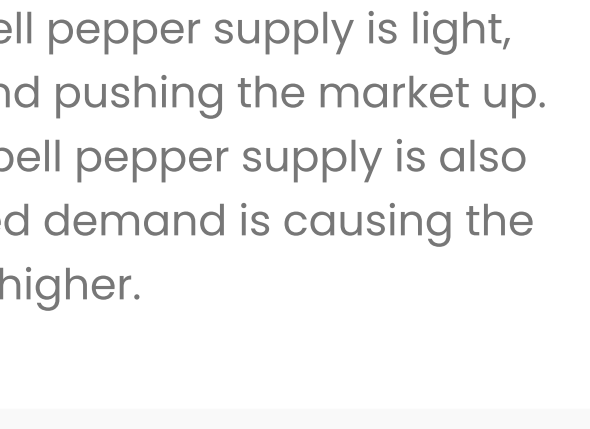 ell pepper supply is light,
nd pushing the market up.
bell pepper supply is also
ed demand is causing the
higher.